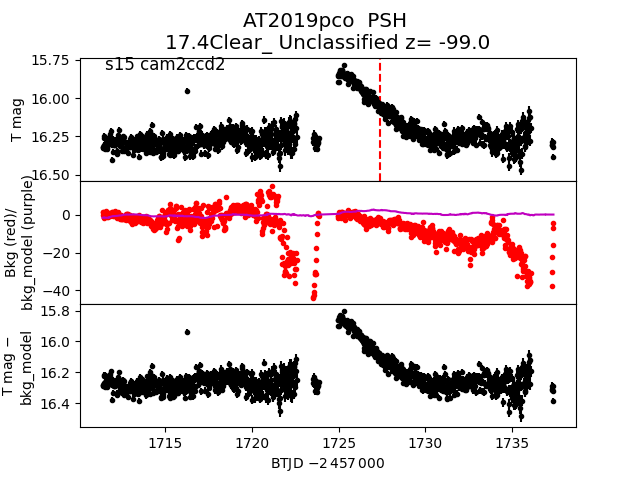 AT2019pco  PSH
17.4Clear_ Unclassified z= -99.0
s15 cam2ccd2
15.75
16.00
16.25
16.50
T mag
0
−20
−40
Bkg (red)/
bkg_model (purple)
15.8
16.0
16.2
16.4
T mag −
bkg_model
1715
1720
1725
1730
1735
BTJD −2 457 000